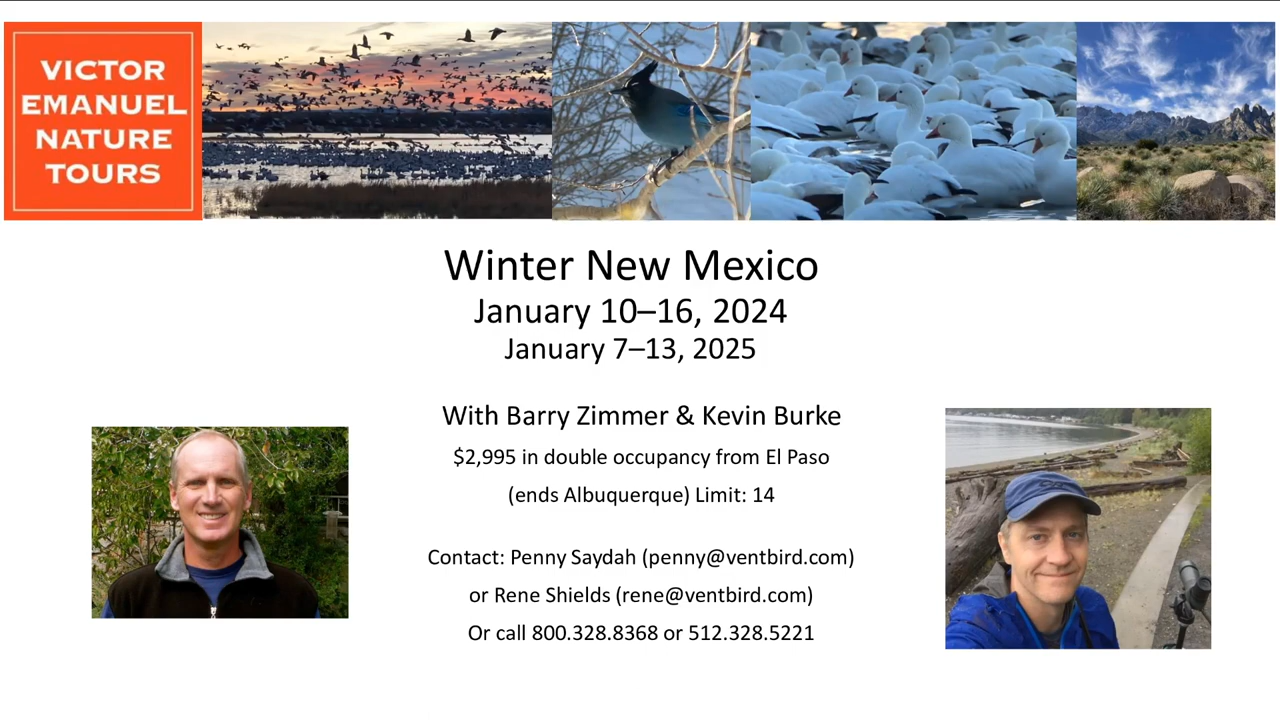 VICTOR
EMANUEL
NATURE
TOURS
Winter New Mexico
January 10–16, 2024
January 7–13, 2025
With Barry Zimmer & Kevin Burke
$2,995 in double occupancy from El Paso
(ends Albuquerque) Limit: 14
Contact: Penny Saydah (penny@ventbird.com)
or Rene Shields (rene@ventbird.com)
Or call 800.328.8368 or 512.328.5221